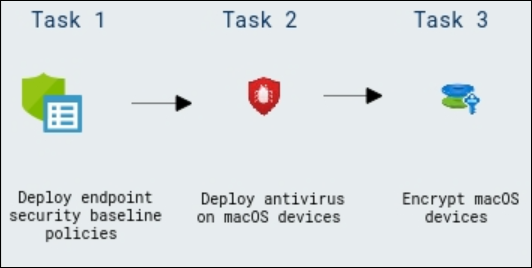 Task 1
Task 2
Task 3
Deploy endpoint
security baseline
policies
Deploy antivirus
on macOS devices
Encrypt macOS
devices